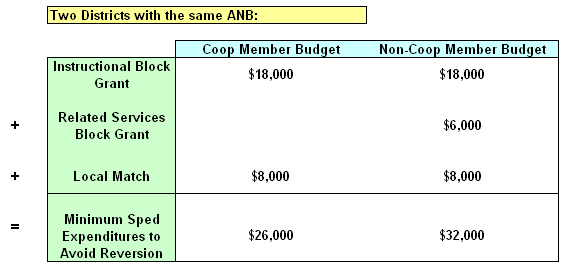 Two Districts with the same ANB:
Coop Member Budget Non-Coop Member Budget
Instructional Block
Grant
$18,000 $18,000
+ Related Services
Block Grant
$6,000
+ Local Match $8,000 $8,000
= Minimum Sped
Expenditures to
Avoid Reversion
$26,000 $32,000